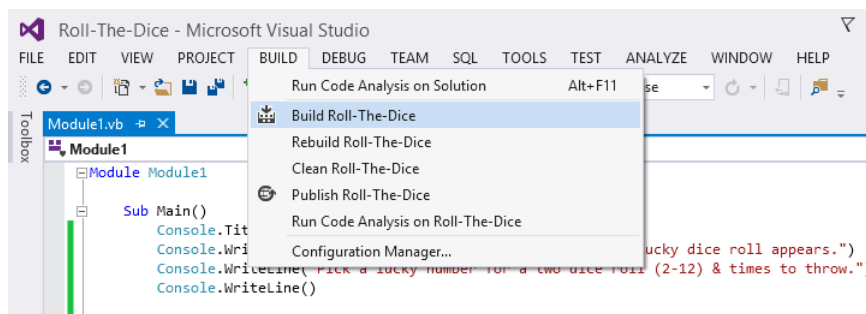 Roll-The-Dice - Microsoft Visual Studio
FILE EDIT VIEW PROJECT BUILD DEBUG TEAM SQL TOOLS TEST ANALYZE WINDOW HELP
Run Code Analysis on Solution Alt+F11
se
Build Roll-The-Dice
Rebuild Roll-The-Dice
Clean Roll-The-Dice
Publish Roll-The-Dice
Run Code Analysis on Roll-The-Dice
Configuration Manager...
Toolbox
Module1.vb
Module1
Module Module1
Sub Main()
Console.Tit
Console.Wri ucky dice roll appears.")
Console.WriteLine("Pick a lucky number for a two dice roll (2-12) & times to throw."
Console.WriteLine()